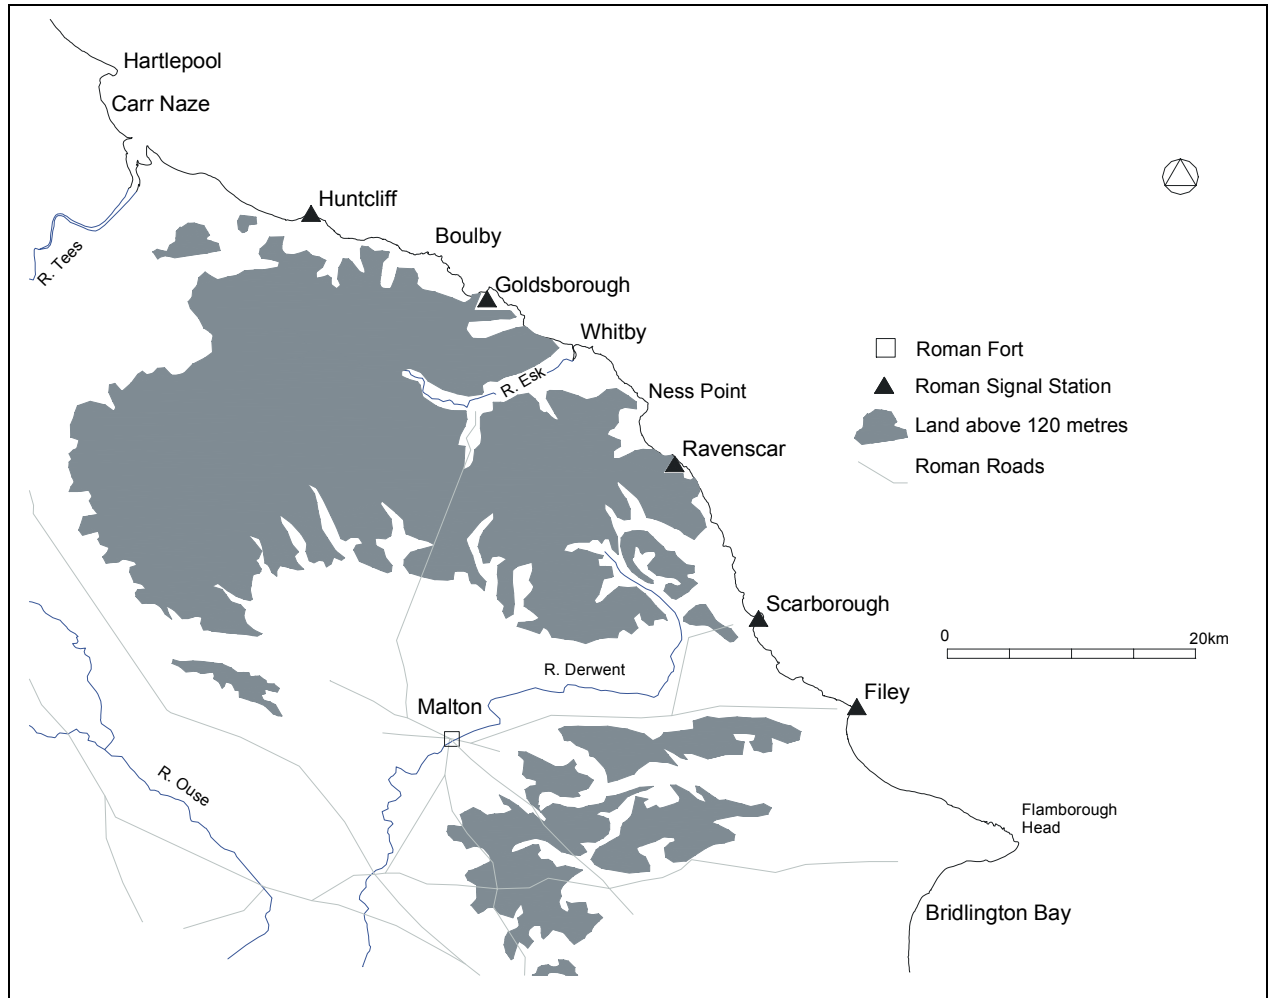 Hartlepool
Carr Naze
Huntcliff
Boulby
R. Tees
Goldsborough
Whitby
R. Esk
Ness Point
Ravenscar
Roman Fort
Roman Signal Station
Land above 120 metres
Roman Roads
Scarborough
0 20km
R. Derwent
Filey
Malton
R. Ouse
Flamborough
Head
Bridlington Bay